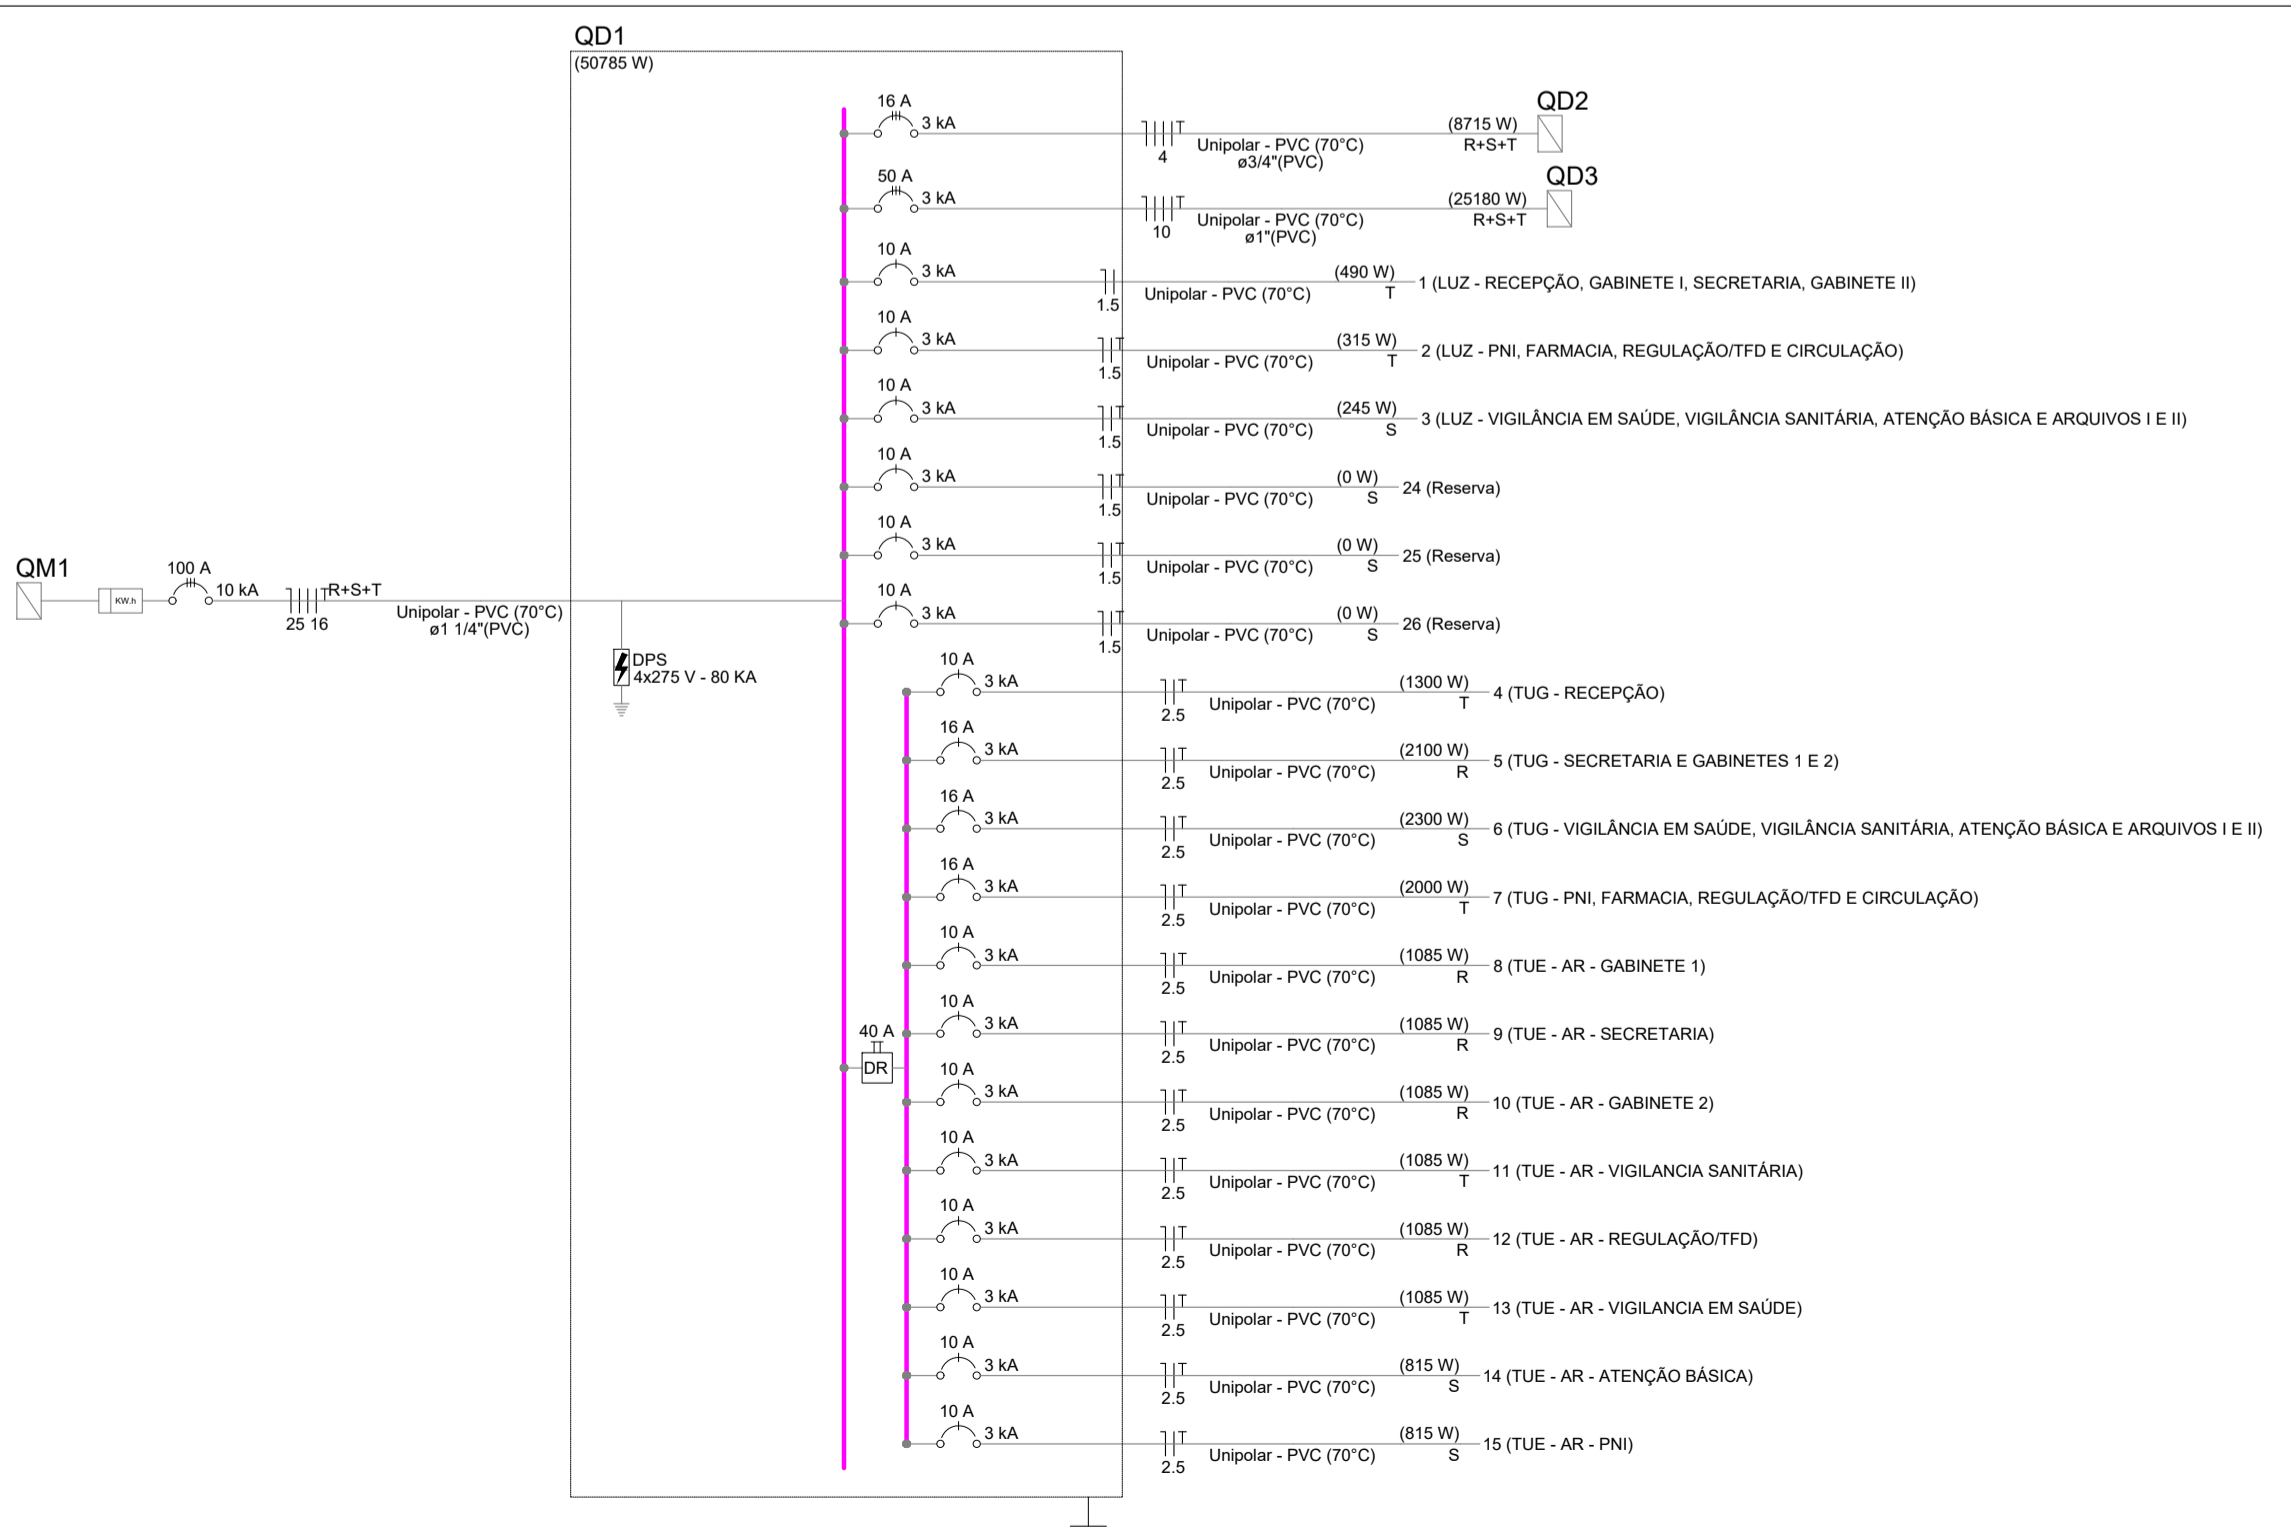 QD1
(50785 W)
16 A
3 kA
4
Unipolar - PVC (70°C)
ø3/4"(PVC)
(8715 W)
R+S+T
QD2
50 A
3 kA
10
Unipolar - PVC (70°C)
ø1"(PVC)
(25180 W)
R+S+T
QD3
10 A
3 kA
1.5
Unipolar - PVC (70°C)
(490 W)
T
1 (LUZ - RECEPÇÃO, GABINETE I, SECRETARIA, GABINETE II)
10 A
3 kA
T
1.5
Unipolar - PVC (70°C)
(315 W)
T
2 (LUZ - PNI, FARMACIA, REGULAÇÃO/TFD E CIRCULAÇÃO)
10 A
3 kA
1.5
Unipolar - PVC (70°C)
(245 W)
S
3 (LUZ - VIGILÂNCIA EM SAÚDE, VIGILÂNCIA SANITÁRIA, ATENÇÃO BÁSICA E ARQUIVOS I E II)
10 A
3 kA
1.5
Unipolar - PVC (70°C)
(0 W)
S
24 (Reserva)
10 A
3 kA
1.5
Unipolar - PVC (70°C)
(0 W)
S
25 (Reserva)
QM1
KW.h
100 A
10 kA
R+S+T
25 16
Unipolar - PVC (70°C)
ø1 1/4"(PVC)
DPS
4x275 V - 80 KA
10 A
3 kA
1.5
Unipolar - PVC (70°C)
(0 W)
S
26 (Reserva)
10 A
3 kA
2.5
Unipolar - PVC (70°C)
(1300 W)
T
4 (TUG - RECEPÇÃO)
16 A
3 kA
2.5
Unipolar - PVC (70°C)
(2100 W)
R
5 (TUG - SECRETARIA E GABINETES 1 E 2)
16 A
3 kA
2.5
Unipolar - PVC (70°C)
(2300 W)
S
6 (TUG - VIGILÂNCIA EM SAÚDE, VIGILÂNCIA SANITÁRIA, ATENÇÃO BÁSICA E ARQUIVOS I E II)
16 A
3 kA
2.5
Unipolar - PVC (70°C)
(2000 W)
T
7 (TUG - PNI, FARMACIA, REGULAÇÃO/TFD E CIRCULAÇÃO)
10 A
3 kA
2.5
Unipolar - PVC (70°C)
(1085 W)
R
8 (TUE - AR - GABINETE 1)
10 A
3 kA
2.5
Unipolar - PVC (70°C)
(1085 W)
R
9 (TUE - AR - SECRETARIA)
40 A
DR
10 A
3 kA
2.5
Unipolar - PVC (70°C)
(1085 W)
R
10 (TUE - AR - GABINETE 2)
10 A
3 kA
2.5
Unipolar - PVC (70°C)
(1085 W)
T
11 (TUE - AR - VIGILANCIA SANITÁRIA)
10 A
3 kA
2.5
Unipolar - PVC (70°C)
(1085 W)
R
12 (TUE - AR - REGULAÇÃO/TFD)
10 A
3 kA
2.5
Unipolar - PVC (70°C)
(1085 W)
T
13 (TUE - AR - VIGILANCIA EM SAÚDE)
10 A
3 kA
2.5
Unipolar - PVC (70°C)
(815 W)
S
14 (TUE - AR - ATENÇÃO BÁSICA)
10 A
3 kA
2.5
Unipolar - PVC (70°C)
(815 W)
S
15 (TUE - AR - PNI)